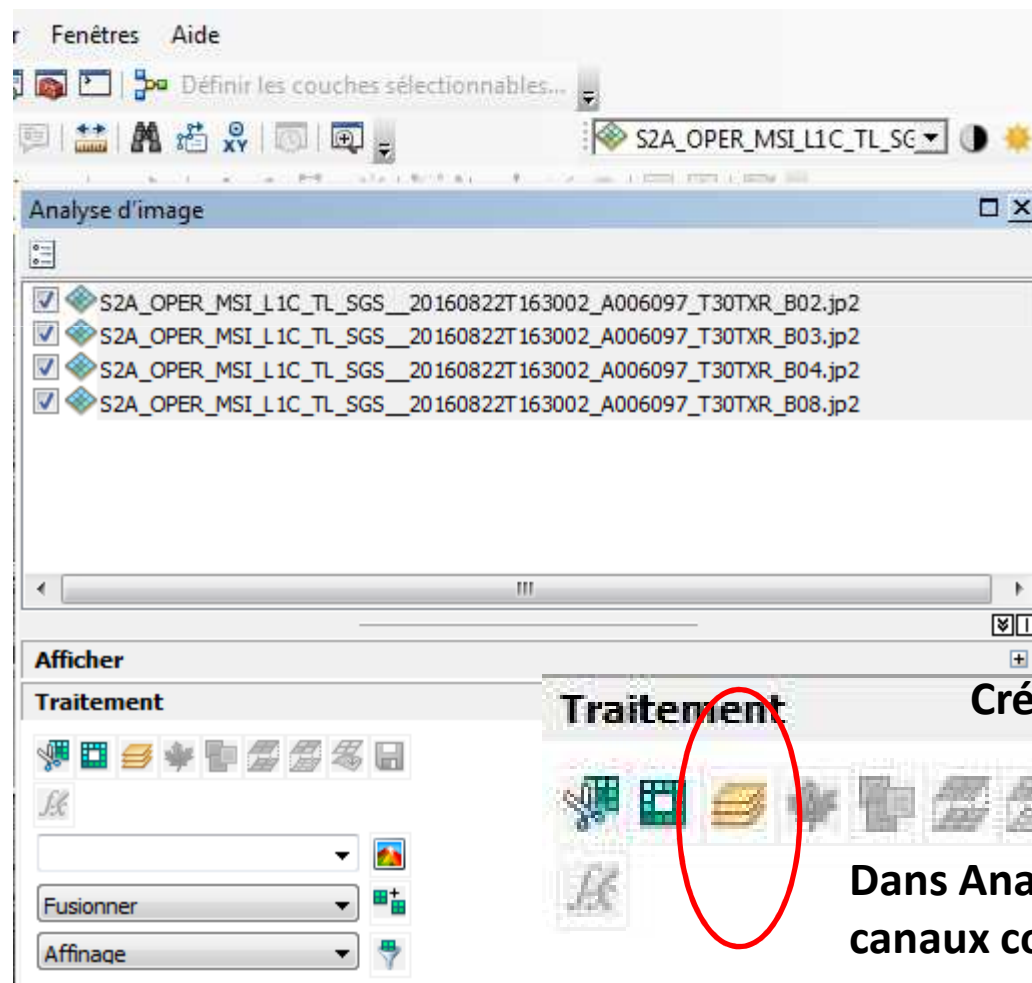 Fenêtres Aide
Définir les couches sélectionnables...
XY
S2A_OPER_MSI_L1C_TL_SG
Analyse d'image
S2A_OPER_MSI_L1C_TL_SGS__20160822T163002_A006097_T30TXR_B02.jp2
S2A_OPER_MSI_L1C_TL_SGS__20160822T163002_A006097_T30TXR_B03.jp2
S2A_OPER_MSI_L1C_TL_SGS__20160822T163002_A006097_T30TXR_B04.jp2
S2A_OPER_MSI_L1C_TL_SGS__20160822T163002_A006097_T30TXR_B08.jp2
Afficher
Traitement
Fusionner
Affinage
Traitement
Cré
Dans Ana
canaux co